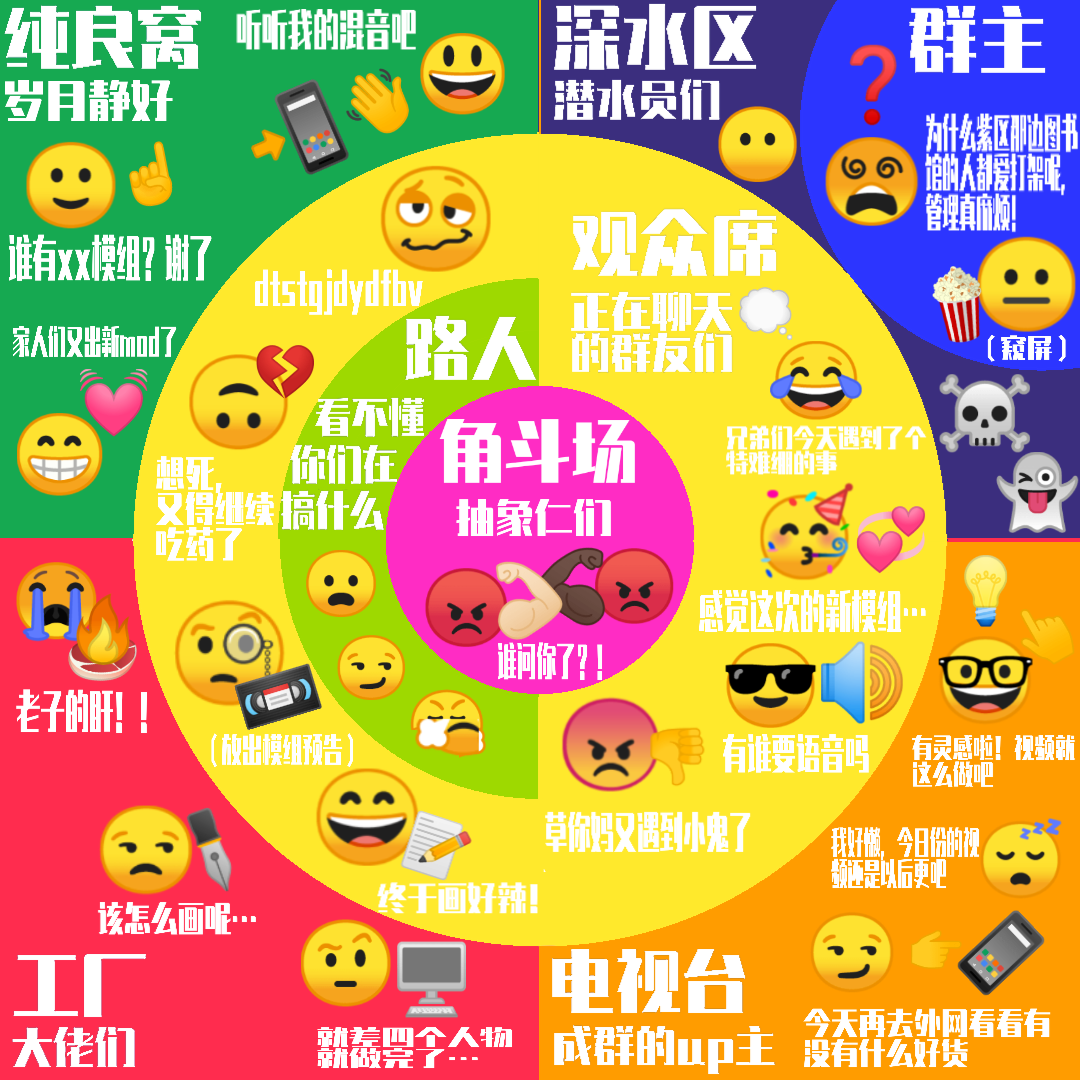 纯良窝
岁月静好
听听我的混音吧
谁有xx模组？谢了
家人们又出新mod了
深水区
潜水员们
群主
为什么紫区那边图书
馆的人都爱打架呢，
管理真麻烦！
（窥屏）
dtstgjdydfbv
想死，
又得继续
吃药了
（放出模组预告）
终于画好辣！
观众席
正在聊天
的群友们
兄弟们今天遇到了个
特难绷的事
感觉这次的新模组…
有谁要语音吗
草你妈又遇到小鬼了
路人
看不懂
你们在
搞什么
角斗场
抽象仁们
谁问你了？！
老子的肝！！
该怎么画呢…
工厂
大佬们
就差四个人物
就做完了…
有灵感啦！视频就
这么做吧
我好懒，今日份的视
频还是以后更吧
电视台
成群的up主
今天再去外网看看有
没有什么好货